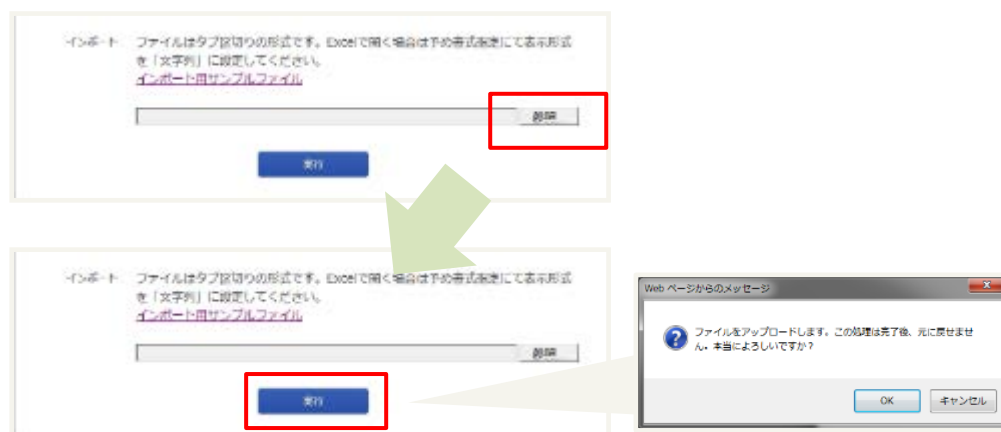 インポート ファイルはタブ区切りの形式です。Excelで開く場合は予め書式設定にて表示形式
を「文字列」に設定してください。
インポート用サンプルファイル
参照
実行
インポート ファイルはタブ区切りの形式です。Excelで開く場合は予め書式設定にて表示形式
を「文字列」に設定してください。
インポート用サンプルファイル
参照
実行
Web ページからのメッセージ
ファイルをアップロードします。この処理は完了後、元に戻せませ
ん。本当によろしいですか？
OK キャンセル